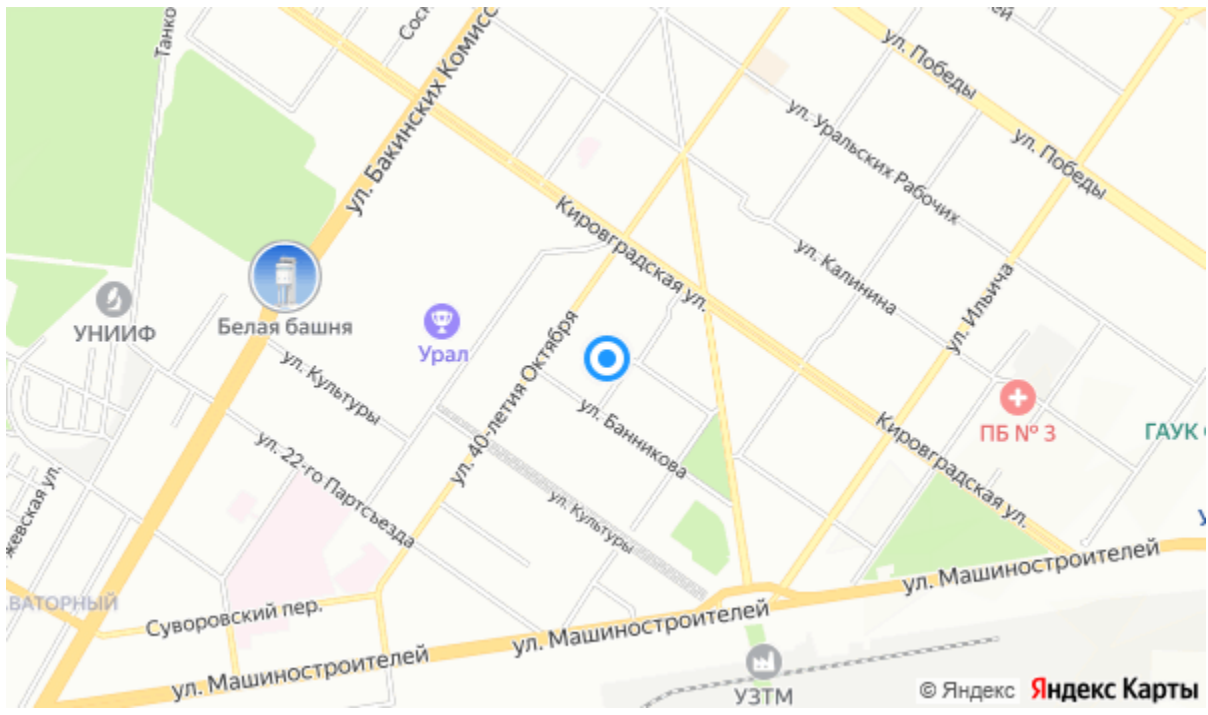 Танко
Сосн
ул. Бакинских Комисс
ей
ул. Победы
ул. Победы
ул. Уральских Рабочих
ул. Калинина
ул. Ильича
Кировградская ул.
УНИИФ
Белая башня
Урал
ул. 40-летия Октября
ул. Культуры
ул. Банникова
ПБ № 3
ГАУК
Кировградская ул.
ул. 22-го Партсъезда
ул. Культуры
жевская ул.
ВАТОРНЫЙ
Суворовский пер.
ул. Машиностроителей
ул. Машиностроителей
ул. Машиностроителей
УЗТМ
© Яндекс Яндекс Карты